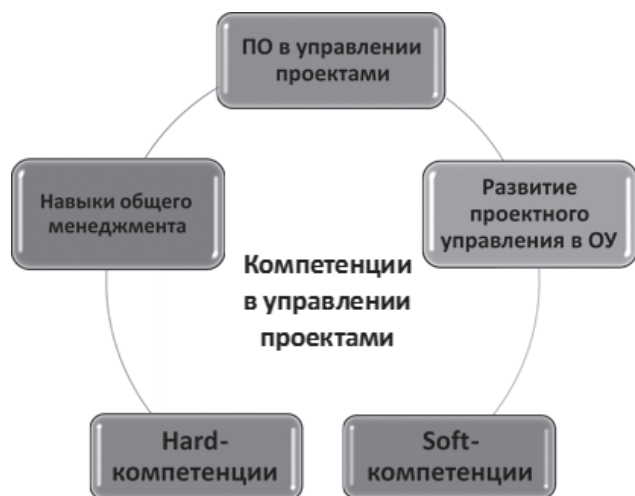 ПО в управлении
проектами
Навыки общего
менеджмента
Развитие
проектного
управления в ОУ
Компетенции
в управлении
проектами
Hard-
компетенции
Soft-
компетенции